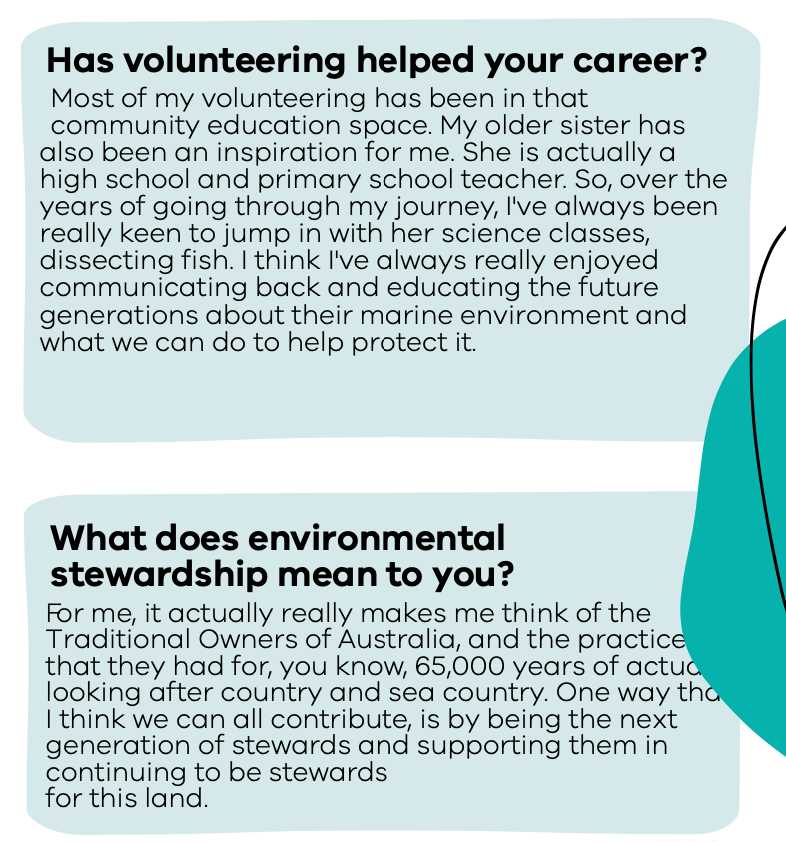 Has volunteering helped your career?
Most of my volunteering has been in that
community education space. My older sister has
also been an inspiration for me. She is actually a
high school and primary school teacher. So, over the
years of going through my journey, I've always been
really keen to jump in with her science classes,
dissecting fish. I think I've always really enjoyed
communicating back and educating the future
generations about their marine environment and
what we can do to help protect it.
What does environmental
stewardship mean to you?
For me, it actually really makes me think of the
Traditional Owners of Australia, and the practice
that they had for, you know, 65,000 years of actua
looking after country and sea country. One way tha
I think we can all contribute, is by being the next
generation of stewards and supporting them in
continuing to be stewards
for this land.